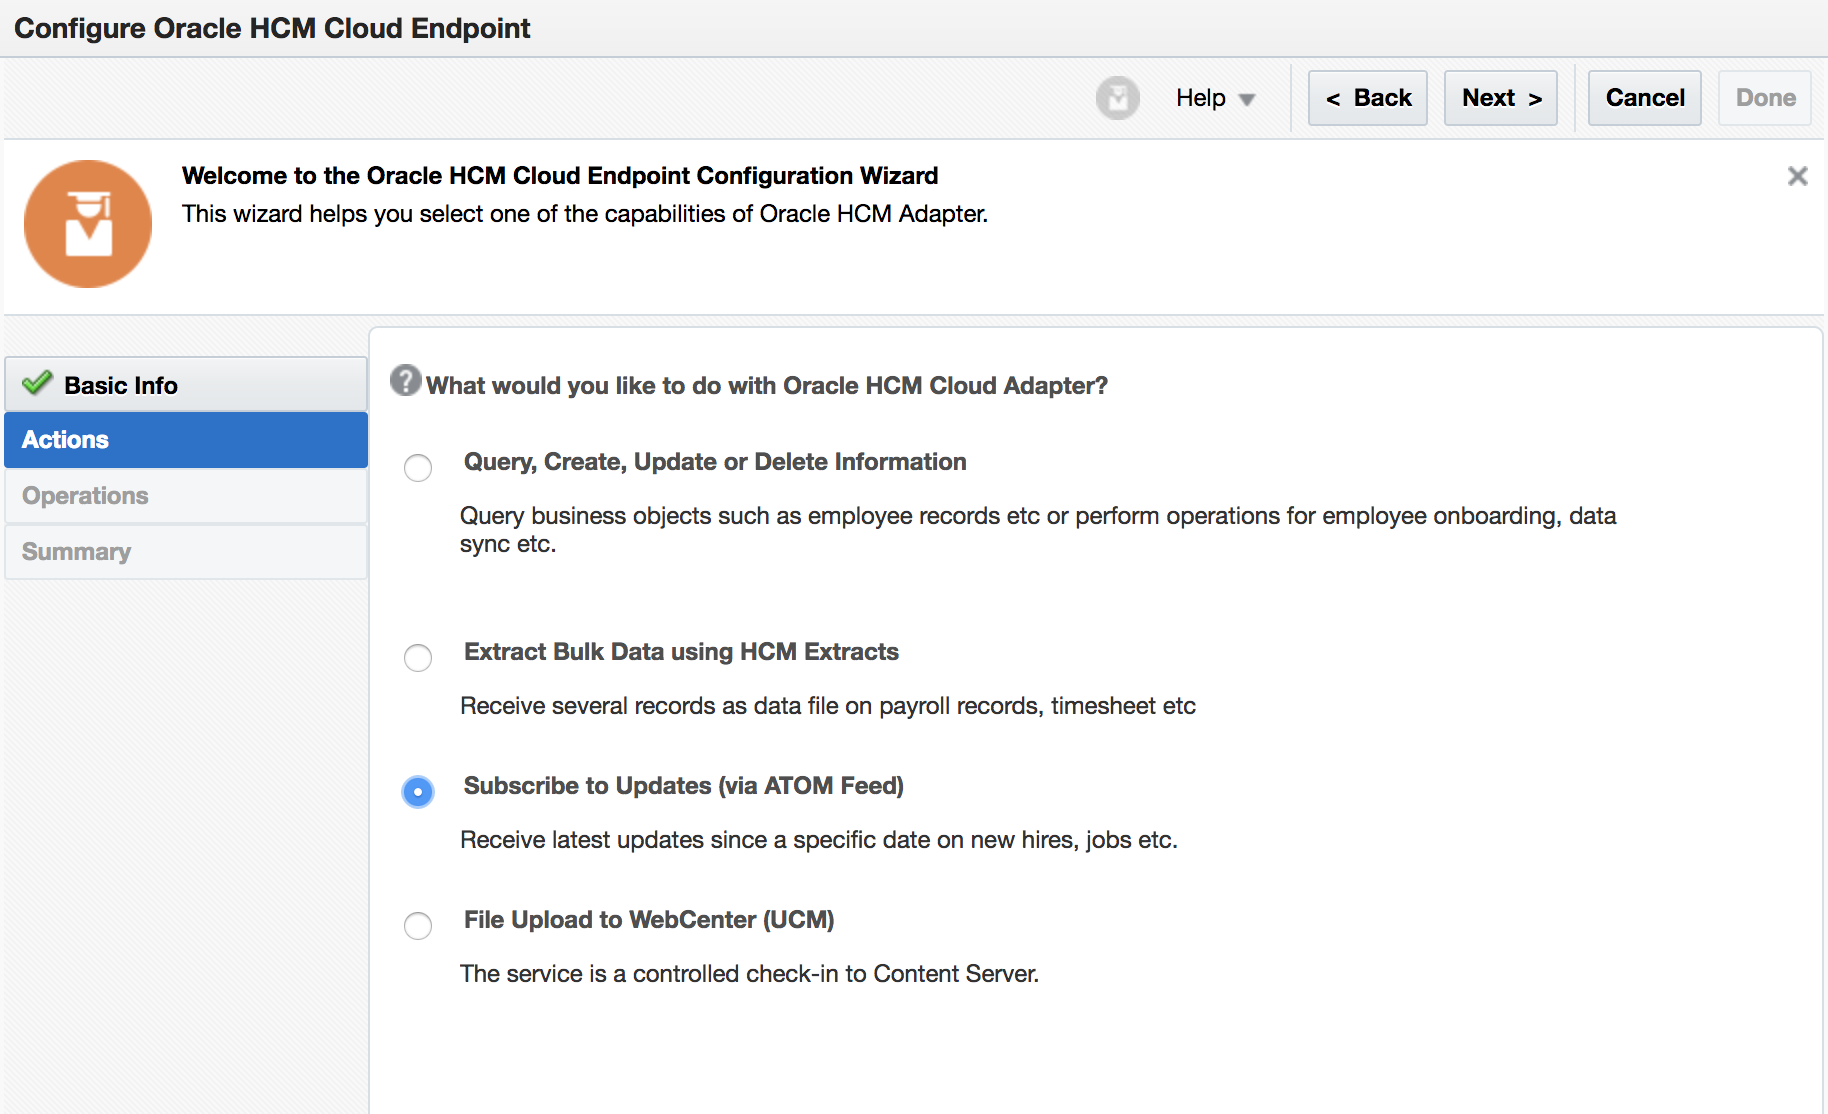 Configure Oracle HCM Cloud Endpoint
Help
< Back
Next >
Cancel
Done
Welcome to the Oracle HCM Cloud Endpoint Configuration Wizard
This wizard helps you select one of the capabilities of Oracle HCM Adapter.
Basic Info
Actions
Operations
Summary
? What would you like to do with Oracle HCM Cloud Adapter?
Query, Create, Update or Delete Information
Query business objects such as employee records etc or perform operations for employee onboarding, data
sync etc.
Extract Bulk Data using HCM Extracts
Receive several records as data file on payroll records, timesheet etc
Subscribe to Updates (via ATOM Feed)
Receive latest updates since a specific date on new hires, jobs etc.
File Upload to WebCenter (UCM)
The service is a controlled check-in to Content Server.